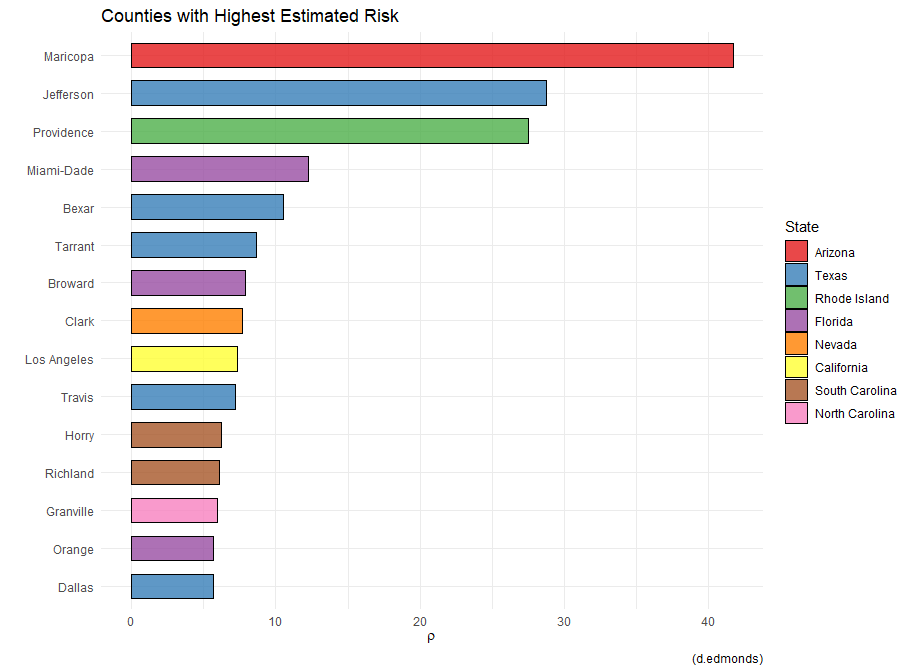 Counties with Highest Estimated Risk
Maricopa
Jefferson
Providence
Miami-Dade
Bexar
Tarrant
Broward
Clark
Los Angeles
Travis
Horry
Richland
Granville
Orange
Dallas
0 10 20 30 40
ρ
(d.edmonds)
State
Arizona
Texas
Rhode Island
Florida
Nevada
California
South Carolina
North Carolina